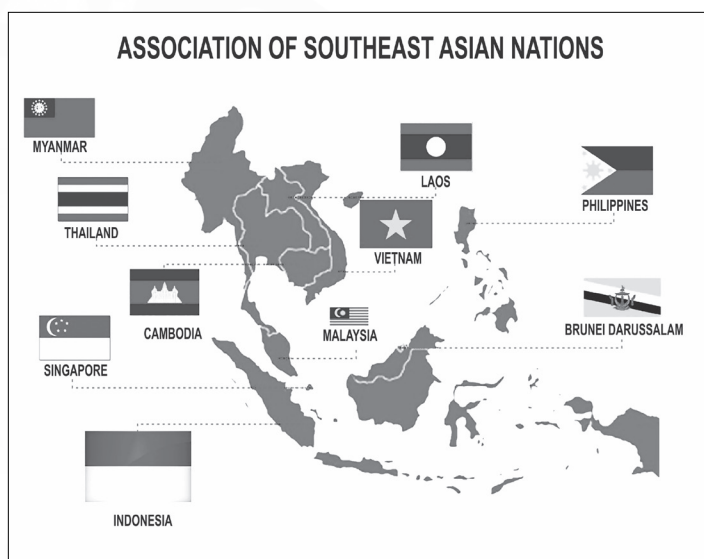 ASSOCIATION OF SOUTHEAST ASIAN NATIONS
MYANMAR
LAOS
PHILIPPINES
THAILAND
VIETNAM
CAMBODIA
MALAYSIA
BRUNEI DARUSSALAM
SINGAPORE
INDONESIA